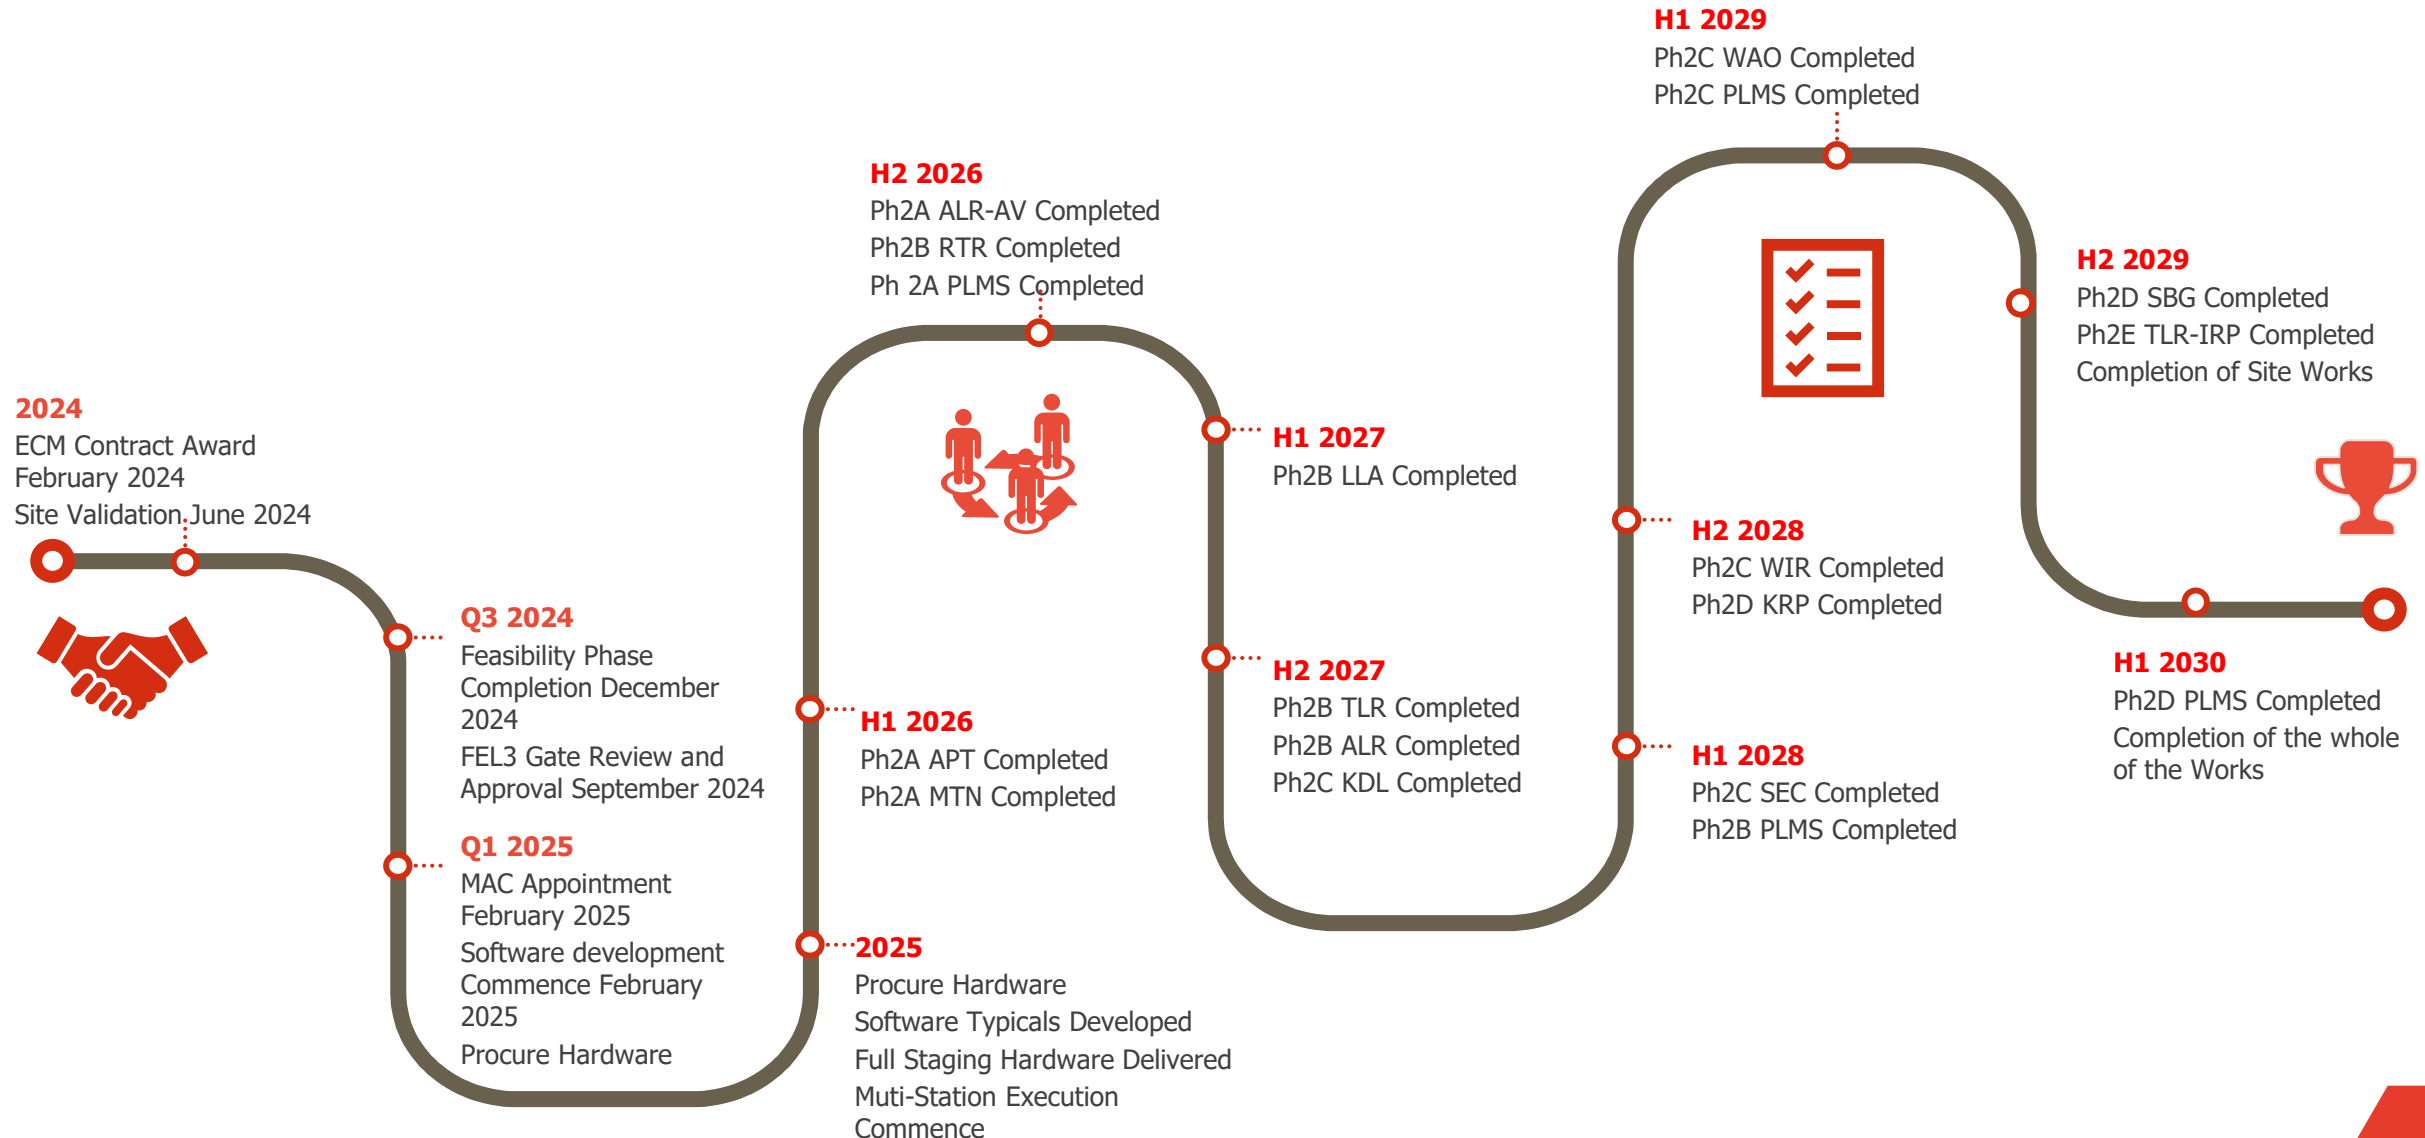 2024
ECM Contract Award
February 2024
Site Validation June 2024
Q3 2024
Feasibility Phase
Completion December
2024
FEL3 Gate Review and
Approval September 2024
Q1 2025
MAC Appointment
February 2025
Software development
Commence February
2025
Procure Hardware
2025
Procure Hardware
Software Typicals Developed
Full Staging Hardware Delivered
Muti-Station Execution
Commence
H1 2026
Ph2A APT Completed
Ph2A MTN Completed
H2 2026
Ph2A ALR-AV Completed
Ph2B RTR Completed
Ph 2A PLMS Completed
H1 2027
Ph2B LLA Completed
H2 2027
Ph2B TLR Completed
Ph2B ALR Completed
Ph2C KDL Completed
H1 2028
Ph2C SEC Completed
Ph2B PLMS Completed
H2 2028
Ph2C WIR Completed
Ph2D KRP Completed
H1 2029
Ph2C WAO Completed
Ph2C PLMS Completed
H2 2029
Ph2D SBG Completed
Ph2E TLR-IRP Completed
Completion of Site Works
H1 2030
Ph2D PLMS Completed
Completion of the whole
of the Works